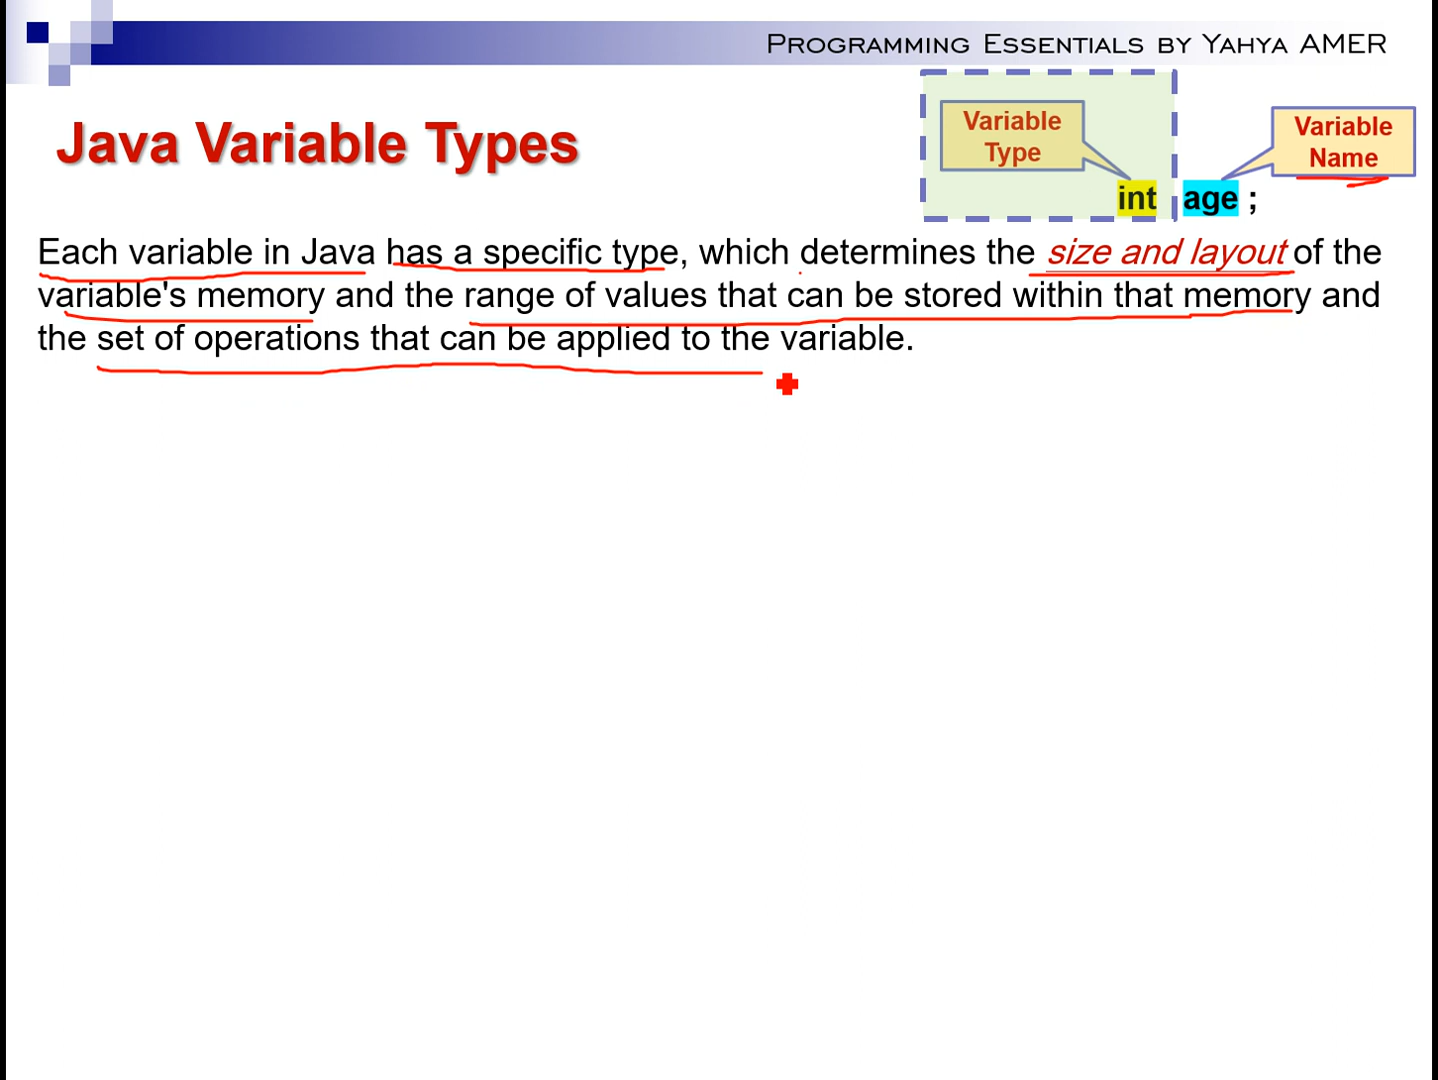 PROGRAMMING ESSENTIALS BY YAHYA AMER
Java Variable Types
Variable
Type
Variable
Name
int age ;
Each variable in Java has a specific type, which determines the size and layout of the
variable's memory and the range of values that can be stored within that memory and
the set of operations that can be applied to the variable.